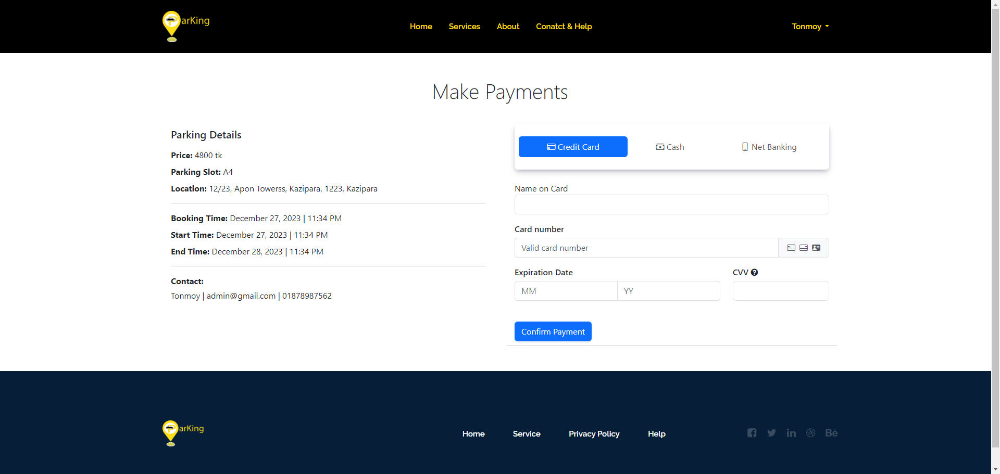 ParKing
Home Services About Conatct & Help
Tonmoy
Make Payments
Parking Details
Price: 4800 tk
Parking Slot: A4
Location: 12/23, Apon Towerss, Kazipara, 1223, Kazipara
Booking Time: December 27, 2023 | 11:34 PM
Start Time: December 27, 2023 | 11:34 PM
End Time: December 28, 2023 | 11:34 PM
Contact:
Tonmoy | admin@gmail.com | 01878987562
Credit Card Cash Net Banking
Name on Card
Card number
Valid card number
Expiration Date CVV
MM YY
Confirm Payment
ParKing
Home Service Privacy Policy Help